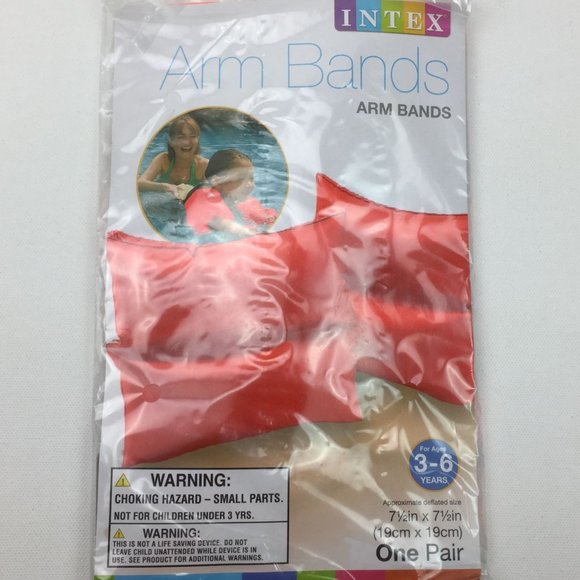 INTEX
Arm Bands
ARM BANDS
For Ages
3-6
YEARS
Approximate deflated size
7½in x 7½in
(19cm x 19cm)
One Pair
WARNING:
CHOKING HAZARD – SMALL PARTS.
NOT FOR CHILDREN UNDER 3 YRS.
WARNING:
THIS IS NOT A LIFE SAVING DEVICE. DO NOT
LEAVE CHILD UNATTENDED WHILE DEVICE IS IN
USE. SEE PRODUCT FOR ADDITIONAL WARNINGS.